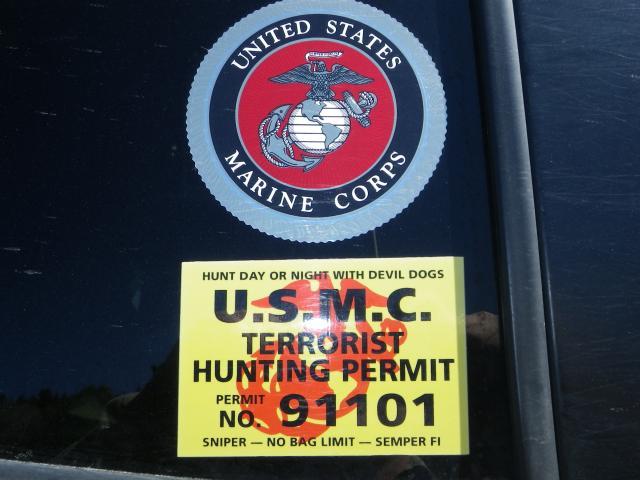 UNITED STATES
MARINE CORPS
HUNT DAY OR NIGHT WITH DEVIL DOGS
U.S.M.C.
TERRORIST
HUNTING PERMIT
PERMIT
NO. 91101
SNIPER — NO BAG LIMIT — SEMPER FI